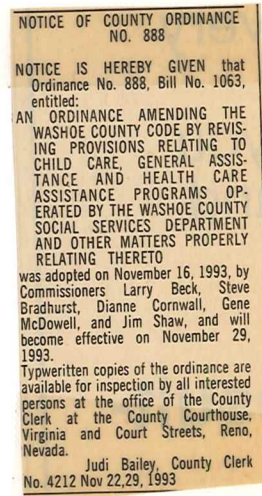 NOTICE OF COUNTY ORDINANCE
NO. 888
NOTICE IS HEREBY GIVEN that
Ordinance No. 888, Bill No. 1063,
entitled:
AN ORDINANCE AMENDING THE
WASHOE COUNTY CODE BY REVIS-
ING PROVISIONS RELATING TO
CHILD CARE, GENERAL ASSIS-
TANCE AND HEALTH CARE
ASSISTANCE PROGRAMS OP-
ERATED BY THE WASHOE COUNTY
SOCIAL SERVICES DEPARTMENT
AND OTHER MATTERS PROPERLY
RELATING THERETO
was adopted on November 16, 1993, by
Commissioners Larry Beck, Steve
Bradhurst, Dianne Cornwall, Gene
McDowell, and Jim Shaw, and will
become effective on November 29,
1993.
Typewritten copies of the ordinance are
available for inspection by all interested
persons at the office of the County
Clerk at the County Courthouse,
Virginia and Court Streets, Reno,
Nevada.
Judi Bailey, County Clerk
No. 4212 Nov 22,29, 1993